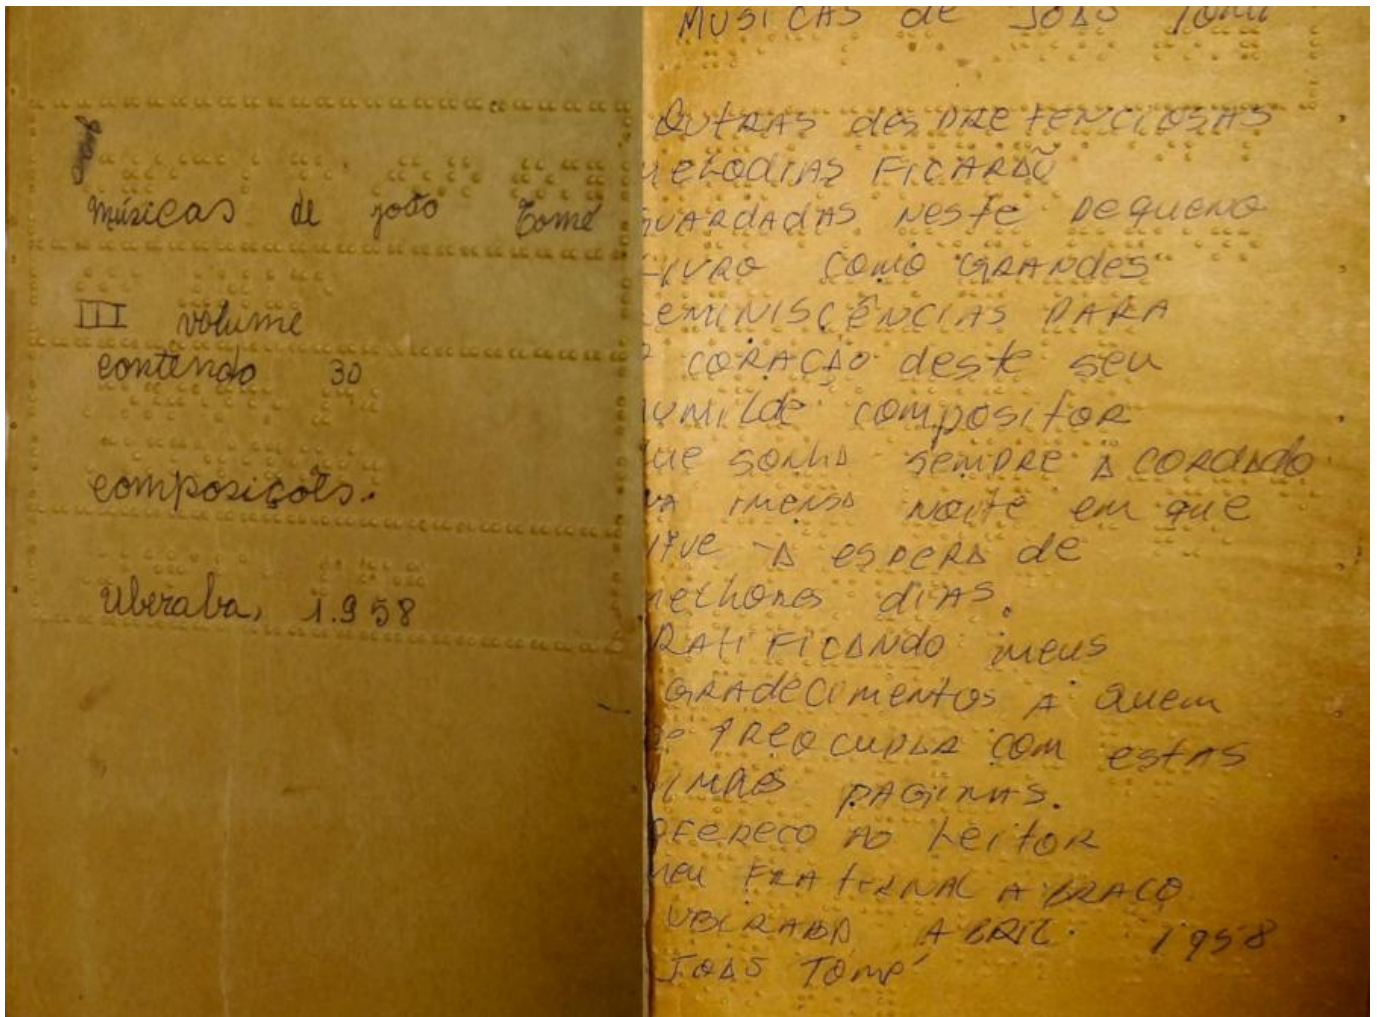 Músicas de joão Tomé
III volume
contendo 30
composições.
Uberaba, 1.958
MUSICAS de JOÃO TOMÉ
OUTRAS desPRETENCIOSAS
MELODIAS FICARÃO
GUARDADAS NESTE PEQUENO
LIVRO COMO GRANDES
REMINISCÊNCIAS PARA
O CORAÇÃO deste seu
HUMILDE COMPOSITOR
QUE SONHA SEMPRE ACORDADO
NA IMENSA NOITE em que
VIVE A ESPERA de
melhores dias.
RATIFICANDO meus
AGRADECIMENTOS A quem
se PREOCUPAR COM ESTAS
PAGINAS.
OFEREÇO AO LEITOR
meu FRATERNAL ABRAÇO
UBERABA ABRIL 1958
JOÃO TOMÉ